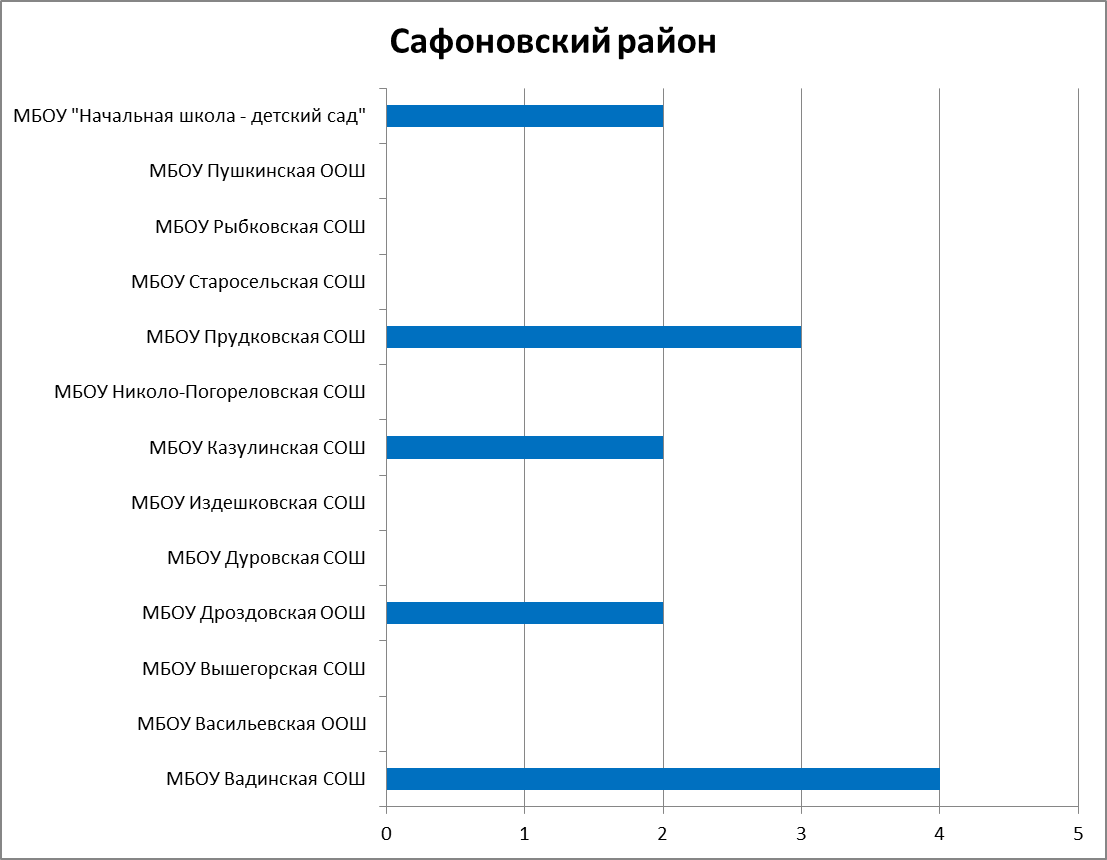 Сафоновский район
МБОУ "Начальная школа - детский сад"
МБОУ Пушкинская ООШ
МБОУ Рыбковская СОШ
МБОУ Старосельская СОШ
МБОУ Прудковская СОШ
МБОУ Николо-Погореловская СОШ
МБОУ Казулинская СОШ
МБОУ Издешковская СОШ
МБОУ Дуровская СОШ
МБОУ Дроздовская ООШ
МБОУ Вышегорская СОШ
МБОУ Васильевская ООШ
МБОУ Вадинская СОШ
0 1 2 3 4 5